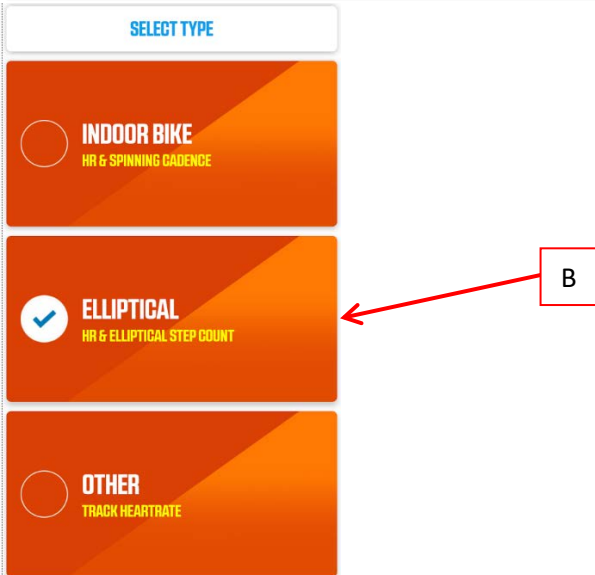 SELECT TYPE
INDOOR BIKE
HR & SPINNING CADENCE
ELLIPTICAL
HR & ELLIPTICAL STEP COUNT
B
OTHER
TRACK HEARTRATE